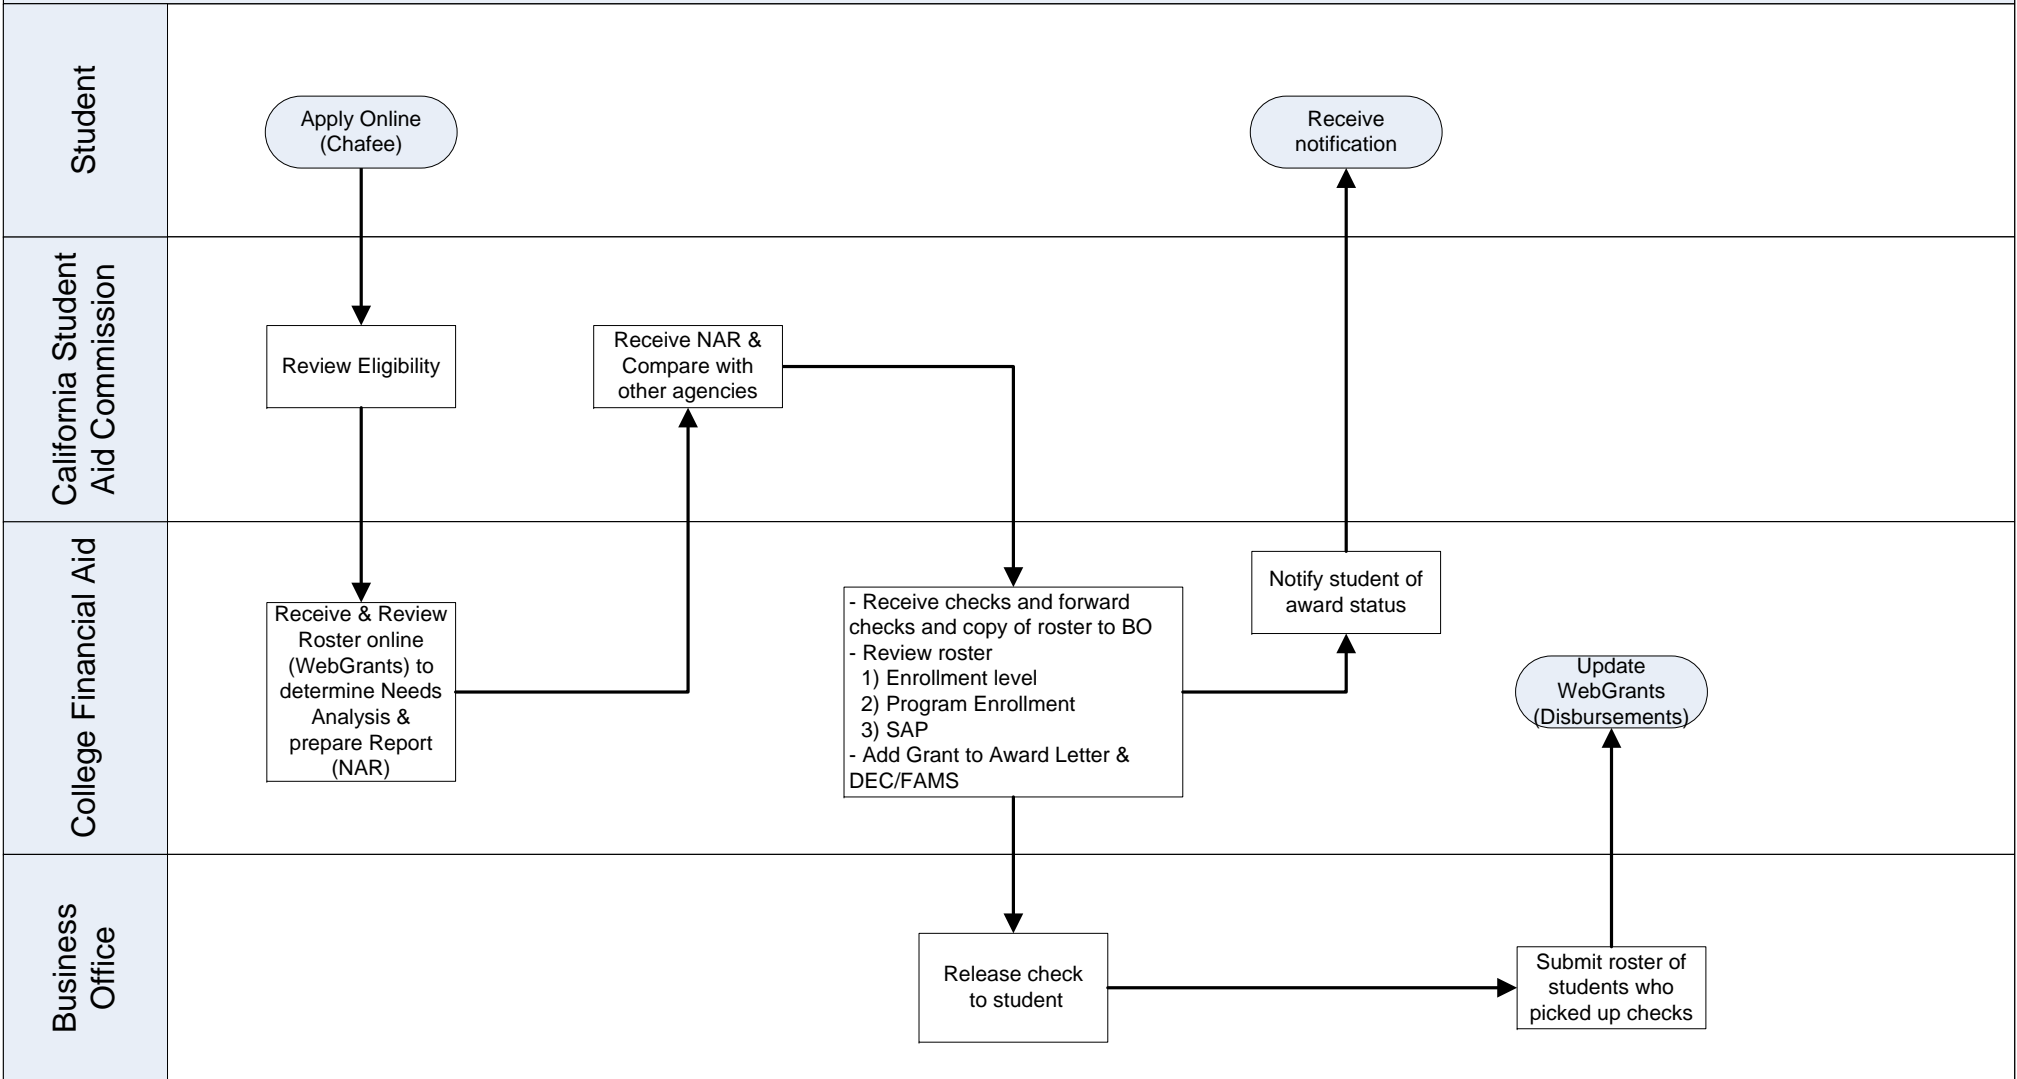 Student
Apply Online
(Chafee)
Receive
notification
California Student
Aid Commission
Review Eligibility
Receive NAR &
Compare with
other agencies
College Financial Aid
Receive & Review
Roster online
(WebGrants) to
determine Needs
Analysis &
prepare Report
(NAR)
- Receive checks and forward
checks and copy of roster to BO
- Review roster
1) Enrollment level
2) Program Enrollment
3) SAP
- Add Grant to Award Letter &
DEC/FAMS
Notify student of
award status
Update
WebGrants
(Disbursements)
Business
Office
Release check
to student
Submit roster of
students who
picked up checks